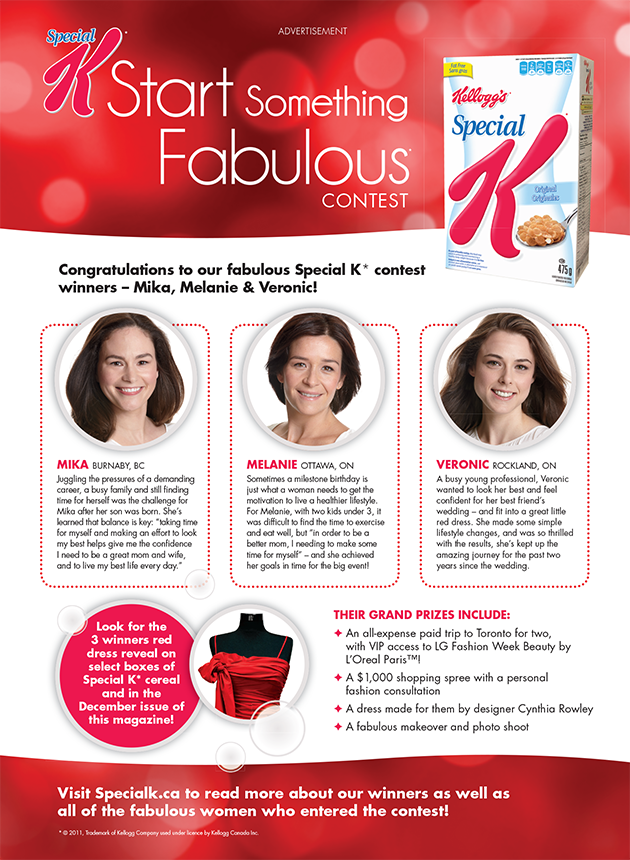 ADVERTISEMENT
Special
K
Start Something
Fabulous*
CONTEST
Fat Free
Sans gras
Kellogg's
Special
K
Original
Originales
475 g
Congratulations to our fabulous Special K* contest
winners – Mika, Melanie & Veronic!
MIKA BURNABY, BC
Juggling the pressures of a demanding
career, a busy family and still finding
time for herself was the challenge for
Mika after her son was born. She's
learned that balance is key: "taking time
for myself and making an effort to look
my best helps give me the confidence
I need to be a great mom and wife,
and to live my best life every day."
MELANIE OTTAWA, ON
Sometimes a milestone birthday is
just what a woman needs to get the
motivation to live a healthier lifestyle.
For Melanie, with two kids under 3, it
was difficult to find the time to exercise
and eat well, but "in order to be a
better mom, I needing to make some
time for myself" – and she achieved
her goals in time for the big event!
VERONIC ROCKLAND, ON
A busy young professional, Veronic
wanted to look her best and feel
confident for her best friend's
wedding – and fit into a great little
red dress. She made some simple
lifestyle changes, and was so thrilled
with the results, she's kept up the
amazing journey for the past two
years since the wedding.
Look for the
3 winners red
dress reveal on
select boxes of
Special K* cereal
and in the
December issue of
this magazine!
THEIR GRAND PRIZES INCLUDE:
✦ An all-expense paid trip to Toronto for two,
with VIP access to LG Fashion Week Beauty by
L'Oreal Paris™!
✦ A $1,000 shopping spree with a personal
fashion consultation
✦ A dress made for them by designer Cynthia Rowley
✦ A fabulous makeover and photo shoot
Visit Specialk.ca to read more about our winners as well as
all of the fabulous women who entered the contest!
* © 2011, Trademark of Kellogg Company used under licence by Kellogg Canada Inc.